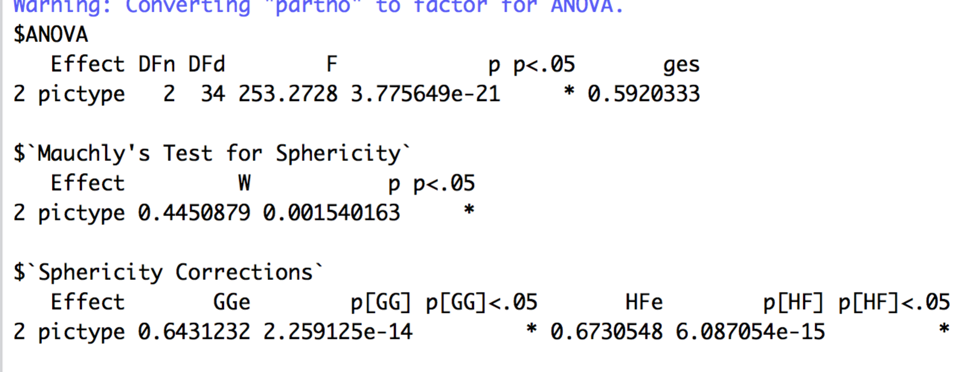 Warning: Converting "partno" to factor for ANOVA.
$ANOVA
   Effect DFn DFd        F            p p<.05       ges
2 pictype   2  34 253.2728 3.775649e-21     * 0.5920333

$`Mauchly's Test for Sphericity`
   Effect         W           p p<.05
2 pictype 0.4450879 0.001540163     *

$`Sphericity Corrections`
   Effect       GGe        p[GG] p[GG]<.05       HFe        p[HF] p[HF]<.05
2 pictype 0.6431232 2.259125e-14         * 0.6730548 6.087054e-15         *